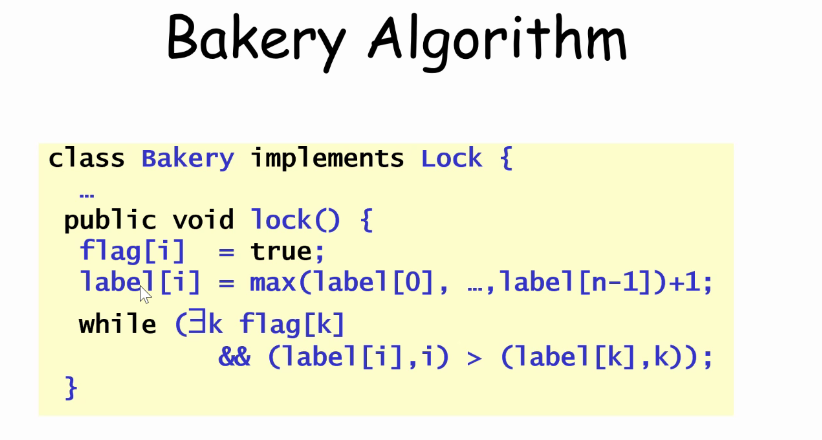 Bakery Algorithm
class Bakery implements Lock {
…
public void lock() {
flag[i] = true;
label[i] = max(label[0], …,label[n-1])+1;
while (∃k flag[k]
&& (label[i],i) > (label[k],k));
}